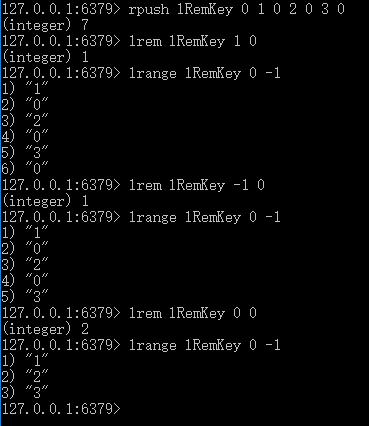 127.0.0.1:6379> rpush lRemKey 0 1 0 2 0 3 0
(integer) 7
127.0.0.1:6379> lrem lRemKey 1 0
(integer) 1
127.0.0.1:6379> lrange lRemKey 0 -1
1) "1"
2) "0"
3) "2"
4) "0"
5) "3"
6) "0"
127.0.0.1:6379> lrem lRemKey -1 0
(integer) 1
127.0.0.1:6379> lrange lRemKey 0 -1
1) "1"
2) "0"
3) "2"
4) "0"
5) "3"
127.0.0.1:6379> lrem lRemKey 0 0
(integer) 2
127.0.0.1:6379> lrange lRemKey 0 -1
1) "1"
2) "2"
3) "3"
127.0.0.1:6379>